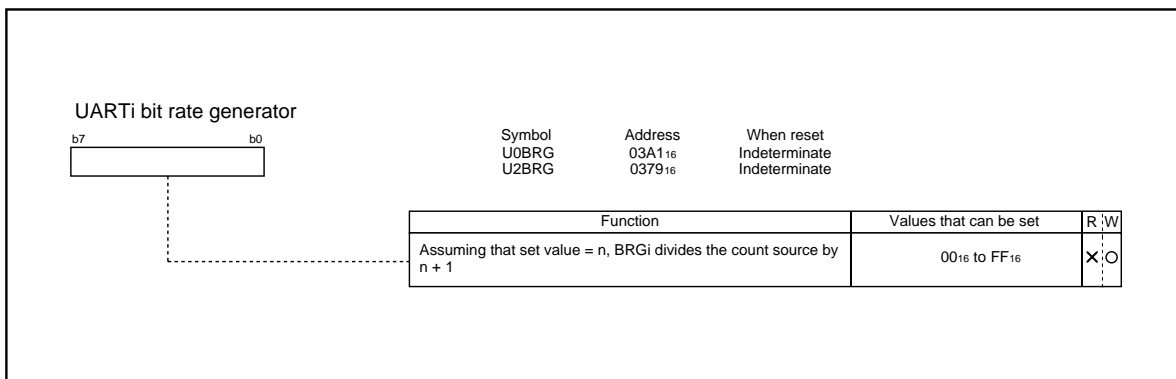 UARTi bit rate generator
b7 b0
Symbol Address When reset
U0BRG 03A1₁₆ Indeterminate
U2BRG 0379₁₆ Indeterminate
Function Values that can be set R W
Assuming that set value = n, BRGi divides the count source by
n + 1
00₁₆ to FF₁₆